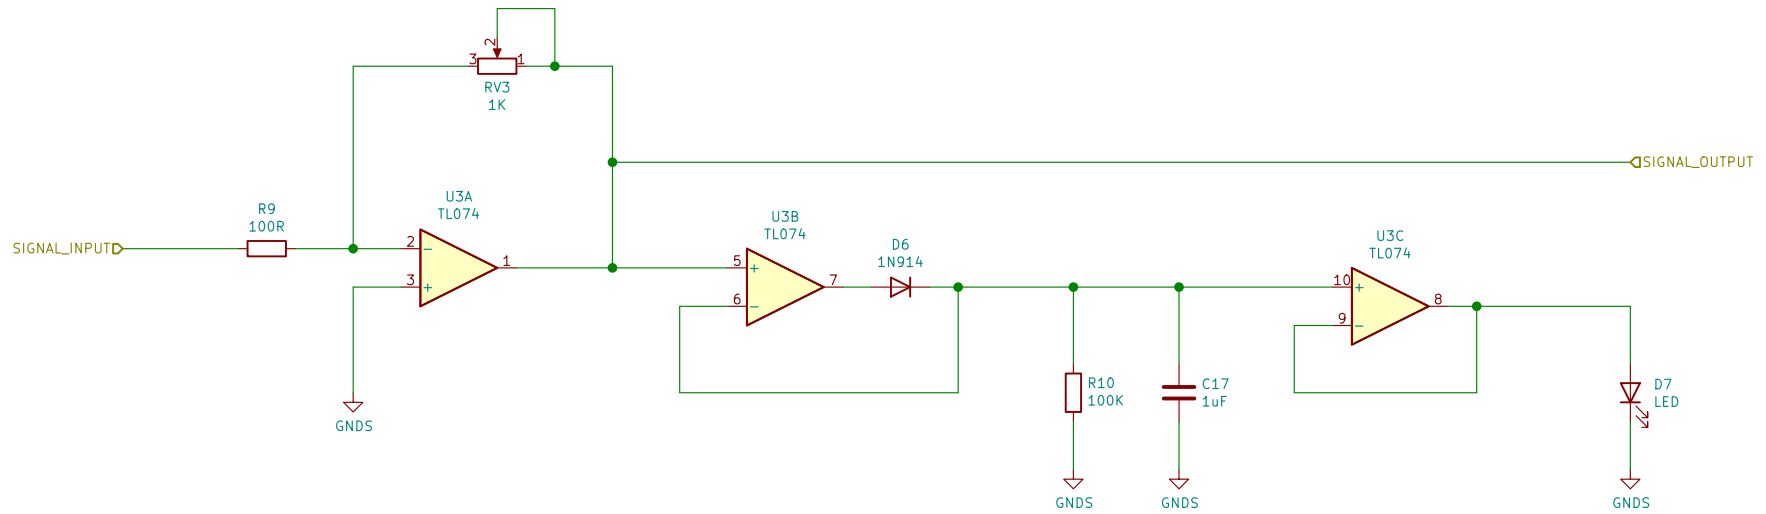 2
3
1
RV3
1K
SIGNAL_INPUT
R9
100R
U3A
TL074
2
-
3
+
1
GNDS
SIGNAL_OUTPUT
U3B
TL074
5
+
6
-
7
D6
1N914
R10
100K
GNDS
C17
1uF
GNDS
U3C
TL074
10
+
9
-
8
D7
LED
GNDS